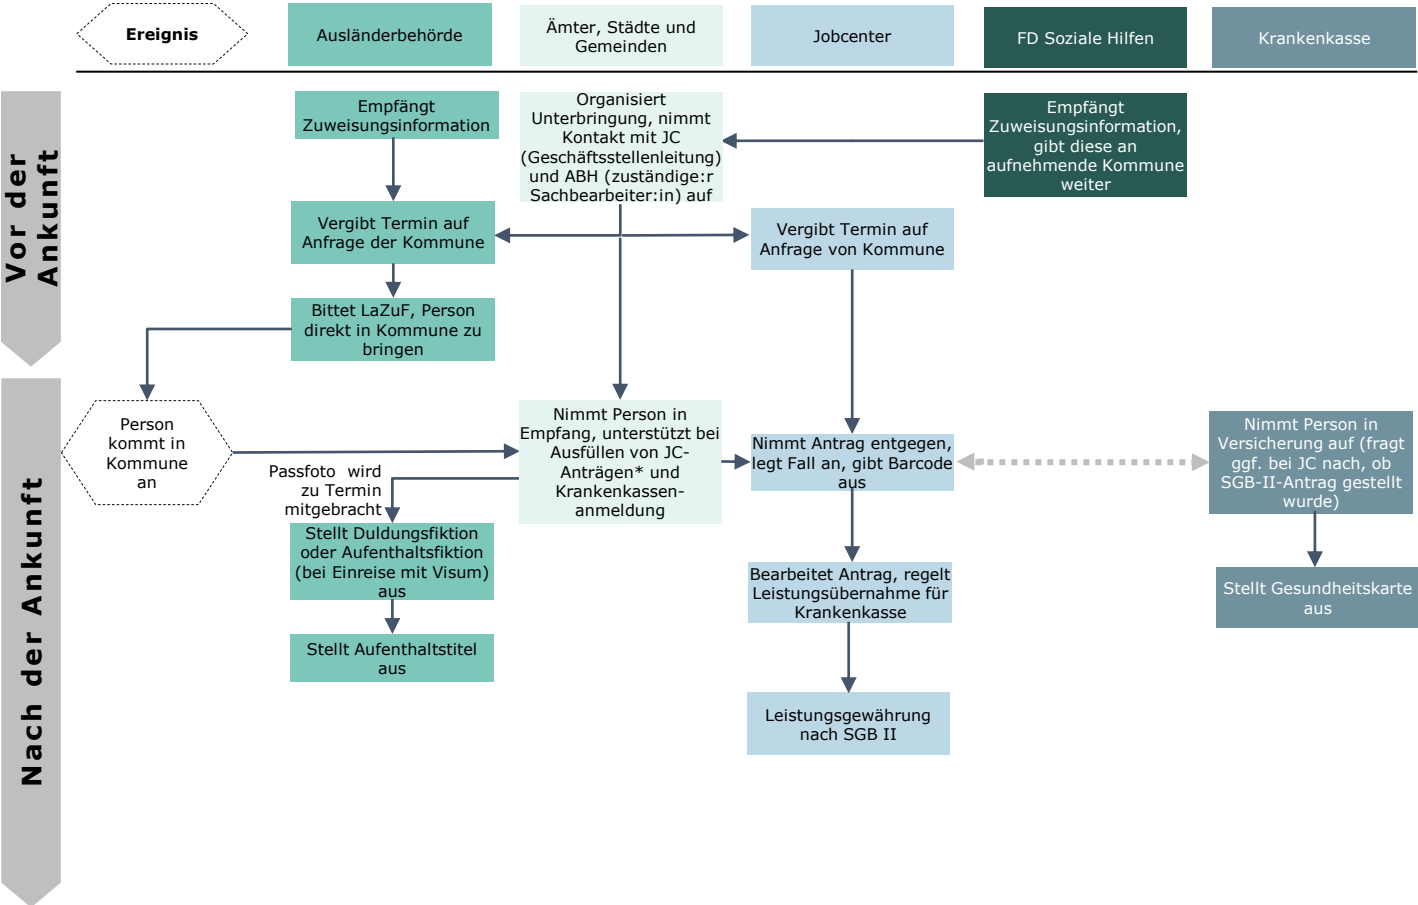 Ereignis
Ausländerbehörde
Ämter, Städte und
Gemeinden
Jobcenter
FD Soziale Hilfen
Krankenkasse
Vor der
Ankunft
Empfängt
Zuweisungsinformation
Organisiert
Unterbringung, nimmt
Kontakt mit JC
(Geschäftsstellenleitung)
und ABH (zuständige:r
Sachbearbeiter:in) auf
Empfängt
Zuweisungsinformation,
gibt diese an
aufnehmende Kommune
weiter
Vergibt Termin auf
Anfrage der Kommune
Vergibt Termin auf
Anfrage von Kommune
Bittet LaZuF, Person
direkt in Kommune zu
bringen
Nach der Ankunft
Person
kommt in
Kommune
an
Nimmt Person in
Empfang, unterstützt bei
Ausfüllen von JC-
Anträgen* und
Krankenkassen-
anmeldung
Nimmt Antrag entgegen,
legt Fall an, gibt Barcode
aus
Nimmt Person in
Versicherung auf (fragt
ggf. bei JC nach, ob
SGB-II-Antrag gestellt
wurde)
Passfoto wird
zu Termin
mitgebracht
Stellt Duldungsfiktion
oder Aufenthaltsfiktion
(bei Einreise mit Visum)
aus
Bearbeitet Antrag, regelt
Leistungsübernahme für
Krankenkasse
Stellt Gesundheitskarte
aus
Stellt Aufenthaltstitel
aus
Leistungsgewährung
nach SGB II